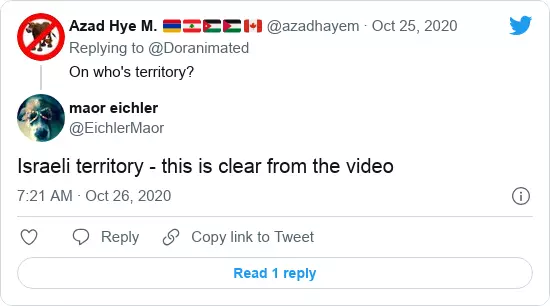 Azad Hye M. 🇦🇲🇱🇧🇯🇴🇵🇸🇨🇦 @azadhayem · Oct 25, 2020
Replying to @Doranimated
On who's territory?
maor eichler
@EichlerMaor
Israeli territory - this is clear from the video
7:21 AM · Oct 26, 2020
Reply
Copy link to Tweet
Read 1 reply